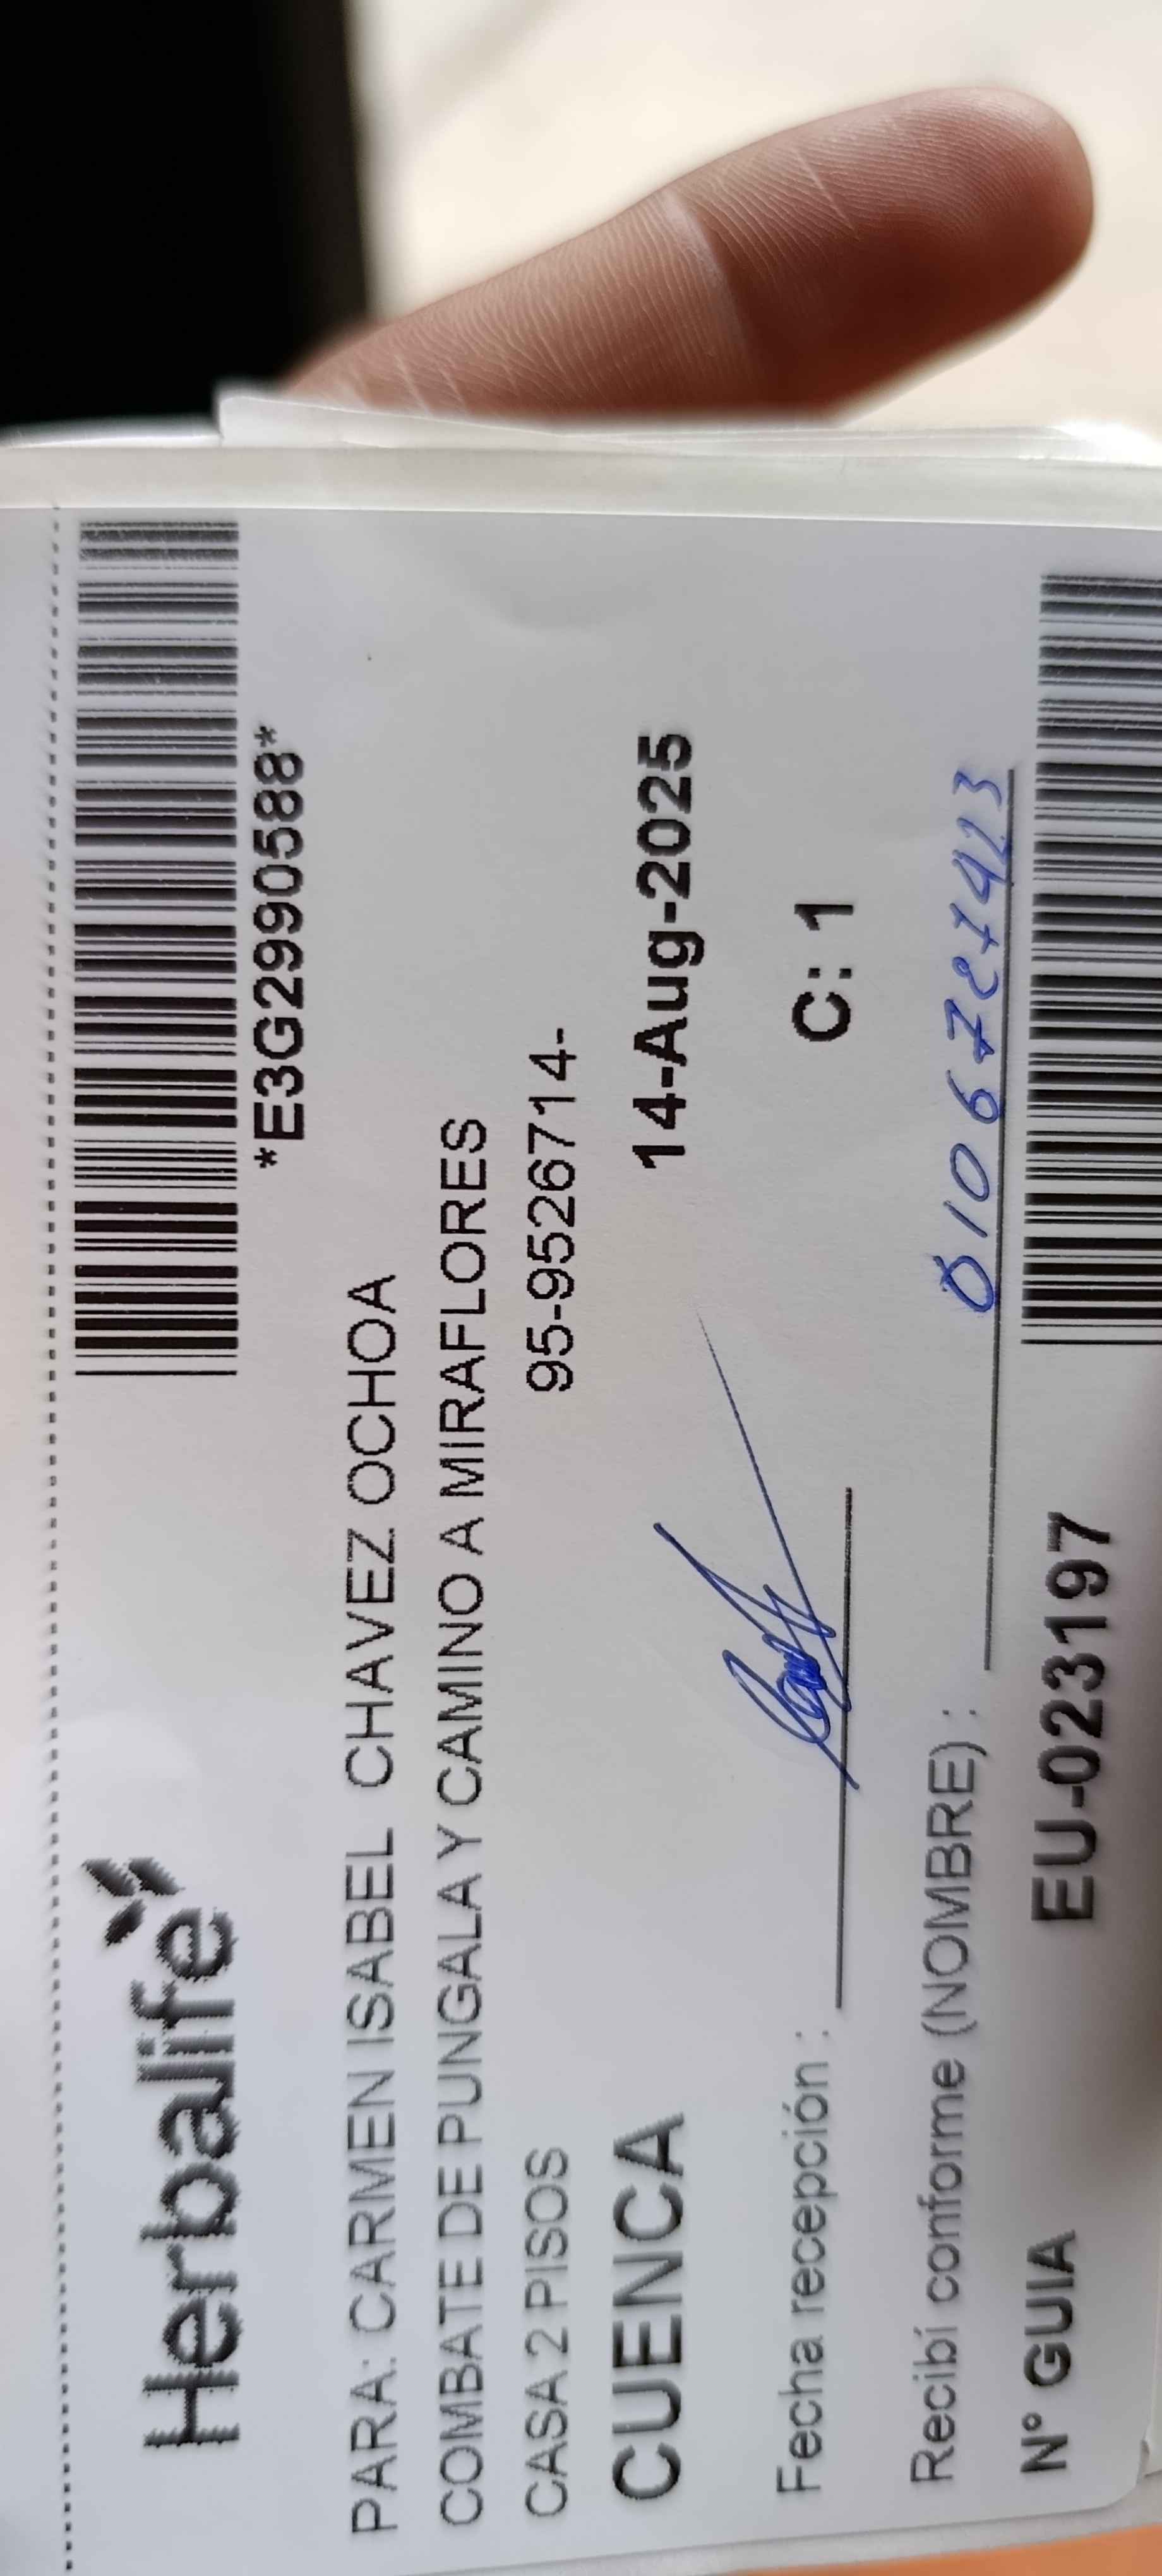 Herbalife
*E3G2990588*
PARA: CARMEN ISABEL CHAVEZ OCHOA
COMBATE DE PUNGALA Y CAMINO A MIRAFLORES
CASA 2 PISOS 95-9526714-
CUENCA 14-Aug-2025
Fecha recepción : C: 1
Recibí conforme (NOMBRE) :
N° GUIA EU-023197